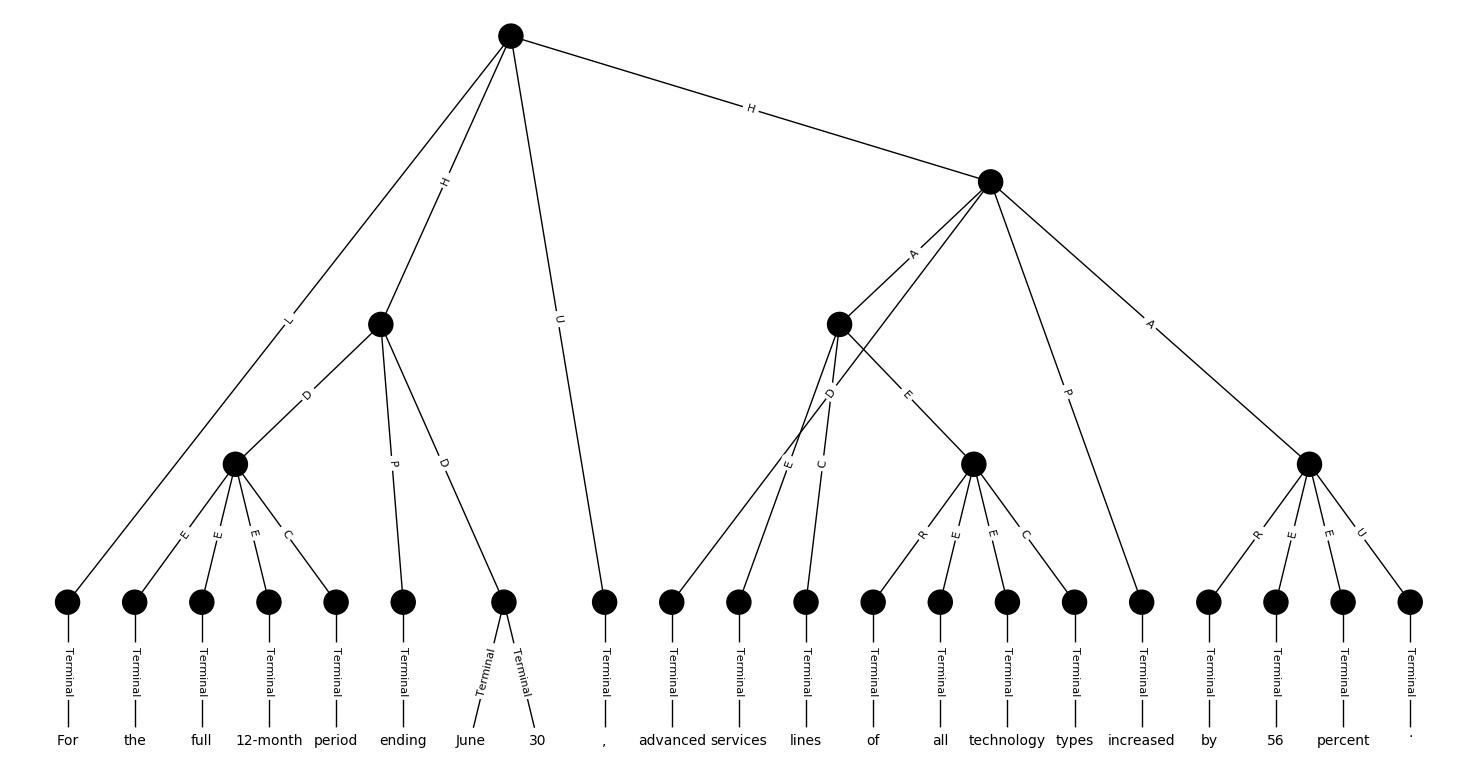 H
H
A
L
U
A
D
D
E
P
P
D
E
C
E
E
E
C
R
E
E
C
R
E
E
U
Terminal Terminal Terminal Terminal Terminal Terminal Terminal Terminal Terminal Terminal Terminal Terminal Terminal Terminal Terminal Terminal Terminal Terminal Terminal Terminal Terminal
For the full 12-month period ending June 30 , advanced services lines of all technology types increased by 56 percent .